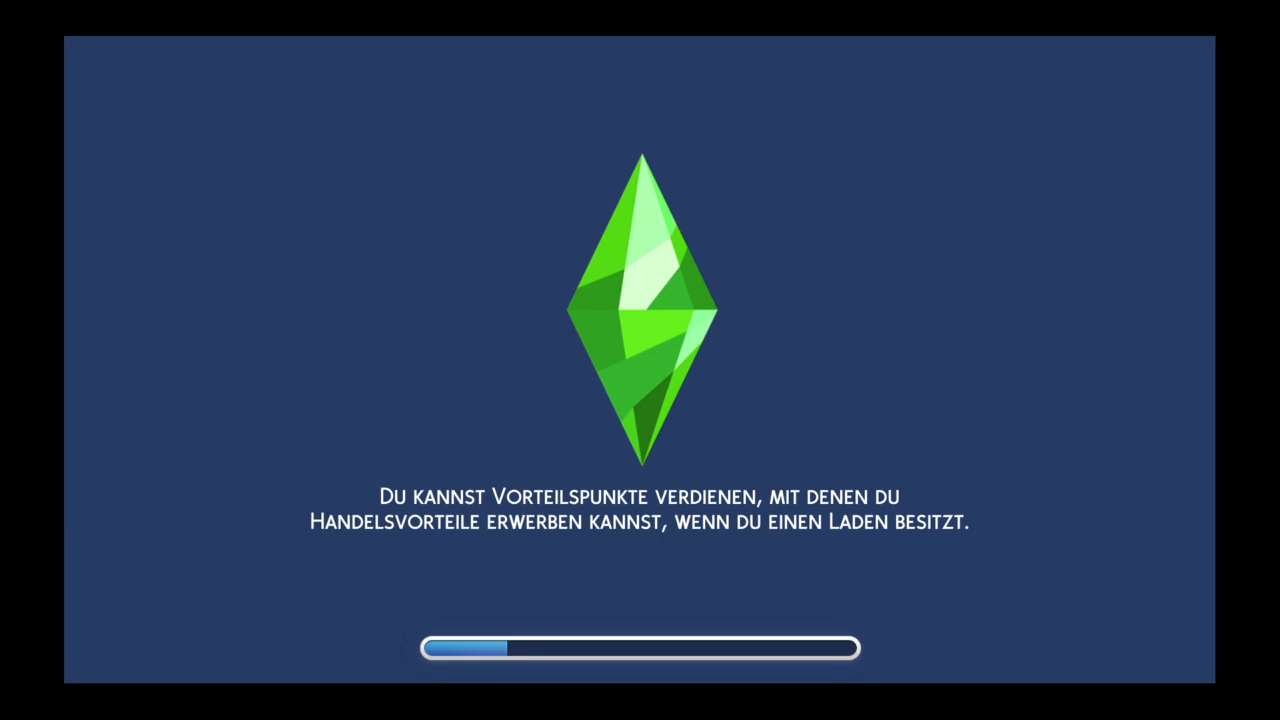 Du kannst Vorteilspunkte verdienen, mit denen du
Handelsvorteile erwerben kannst, wenn du einen Laden besitzt.